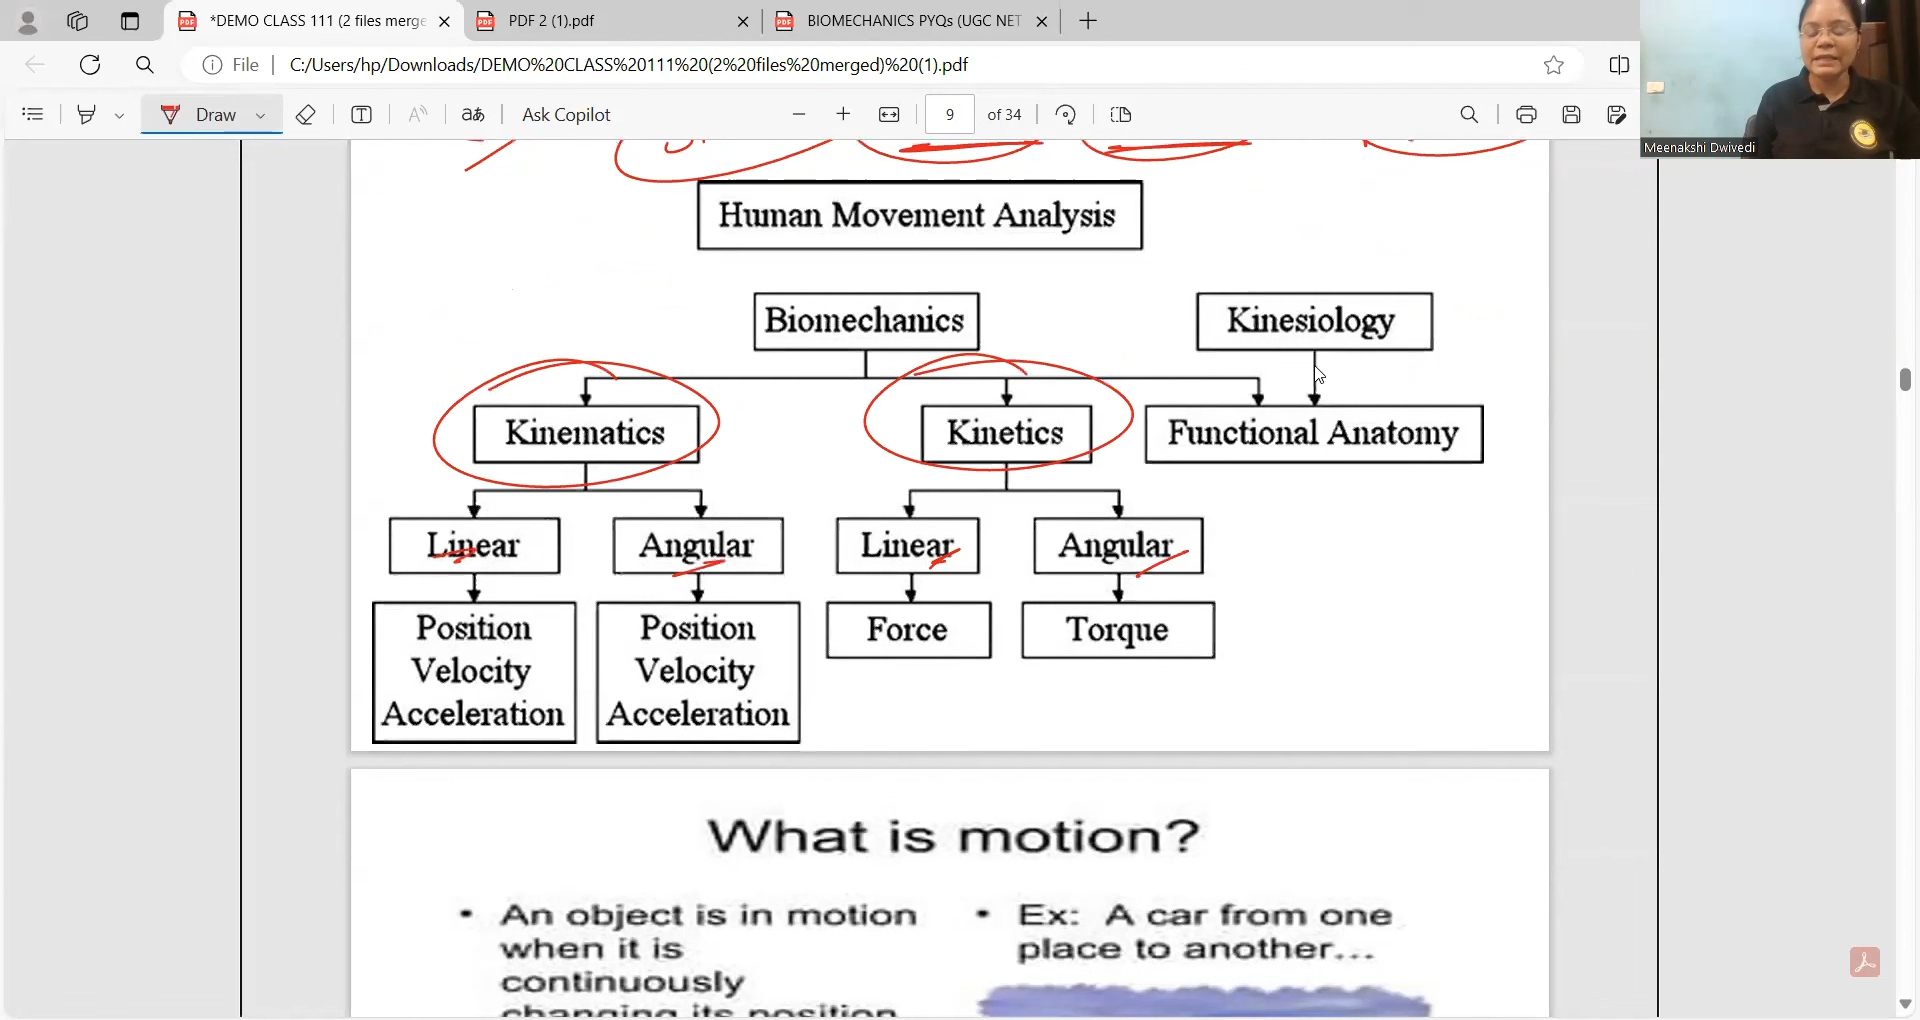 *DEMO CLASS 111 (2 files merge
PDF 2 (1).pdf
BIOMECHANICS PYQs (UGC NET
File
C:/Users/hp/Downloads/DEMO%20CLASS%20111%20(2%20files%20merged)%20(1).pdf
Draw
Ask Copilot
9 of 34
Meenakshi Dwivedi
Human Movement Analysis
Biomechanics
Kinesiology
Kinematics
Kinetics
Functional Anatomy
Linear
Angular
Linear
Angular
Position
Velocity
Acceleration
Position
Velocity
Acceleration
Force
Torque
What is motion?
• An object is in motion
when it is
continuously
changing its position
• Ex: A car from one
place to another...